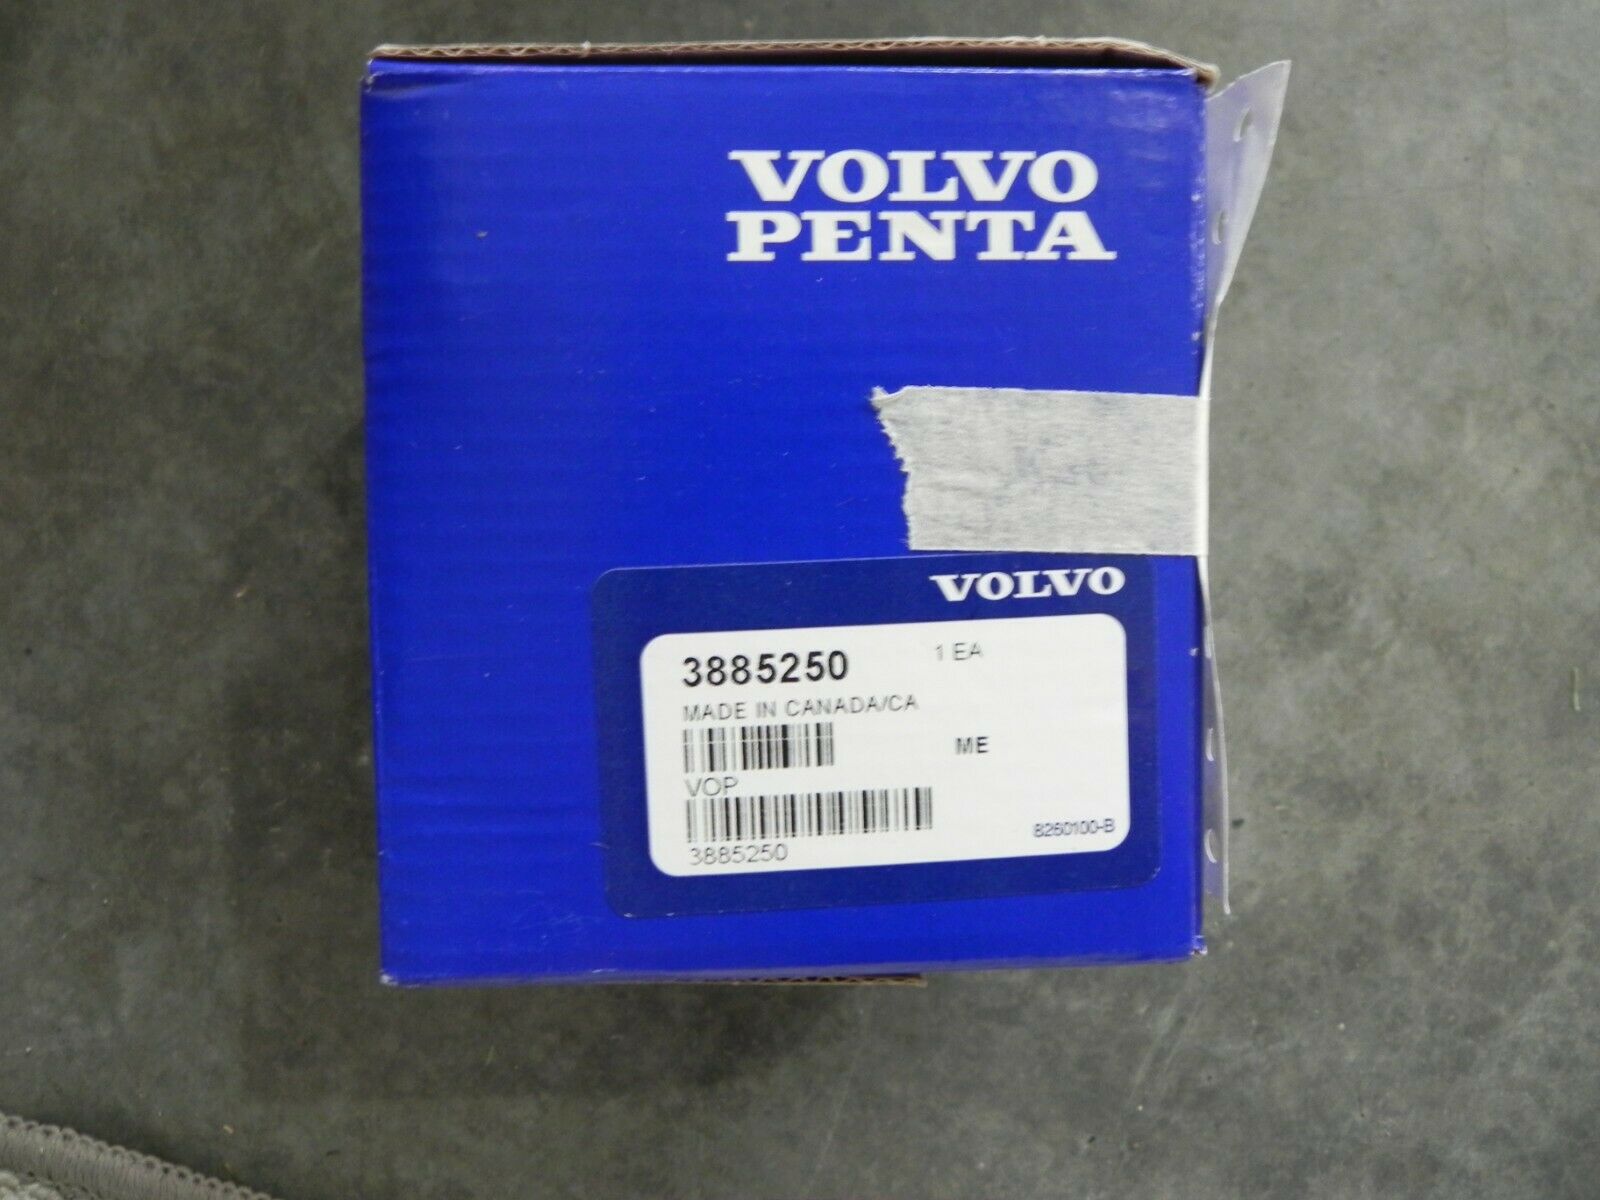 VOLVO
PENTA
VOLVO
3885250 1 EA
MADE IN CANADA/CA
ME
VOP
8260100-B
3885250